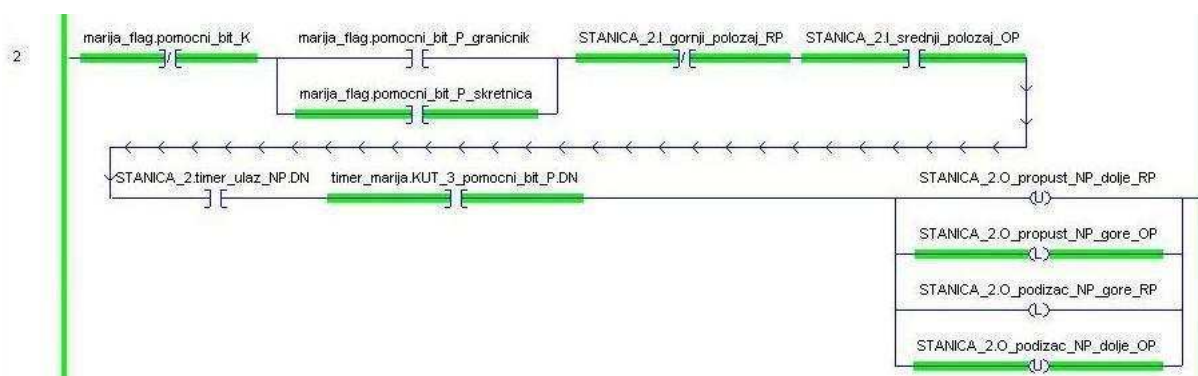 marija_flag.pomocni_bit_K marija_flag.pomocni_bit_P_granicnik STANICA_2.I_gornji_polozaj_RP STANICA_2.I_srednji_polozaj_OP
2
marija_flag.pomocni_bit_P_skretnica
STANICA_2.timer_ulaz_NP.DN timer_marija.KUT_3_pomocni_bit_P.DN STANICA_2.O_propust_NP_dolje_RP
U
STANICA_2.O_propust_NP_gore_OP
L
STANICA_2.O_podizac_NP_gore_RP
L
STANICA_2.O_podizac_NP_dolje_OP
U